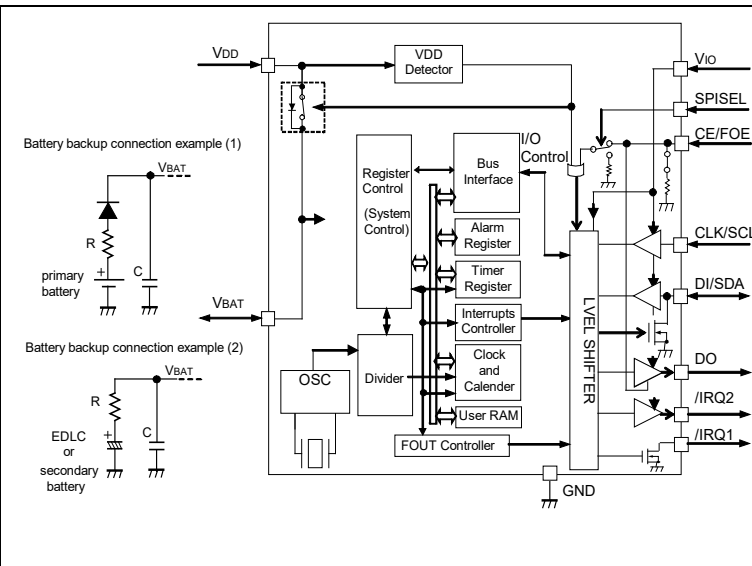 VDD
VDD
Detector
VIO
SPISEL
CE/FOE
Battery backup connection example (1)
VBAT
R
+
C
primary
battery
I/O
Control
Register
Control
(System
Control)
Bus
Interface
Alarm
Register
Timer
Register
Interrupts
Controller
Clock
and
Calender
User RAM
FOUT Controller
OSC
Divider
LVEL SHIFTER
CLK/SCL
DI/SDA
DO
/IRQ2
/IRQ1
VBAT
Battery backup connection example (2)
VBAT
R
+
C
EDLC
or
secondary
battery
GND